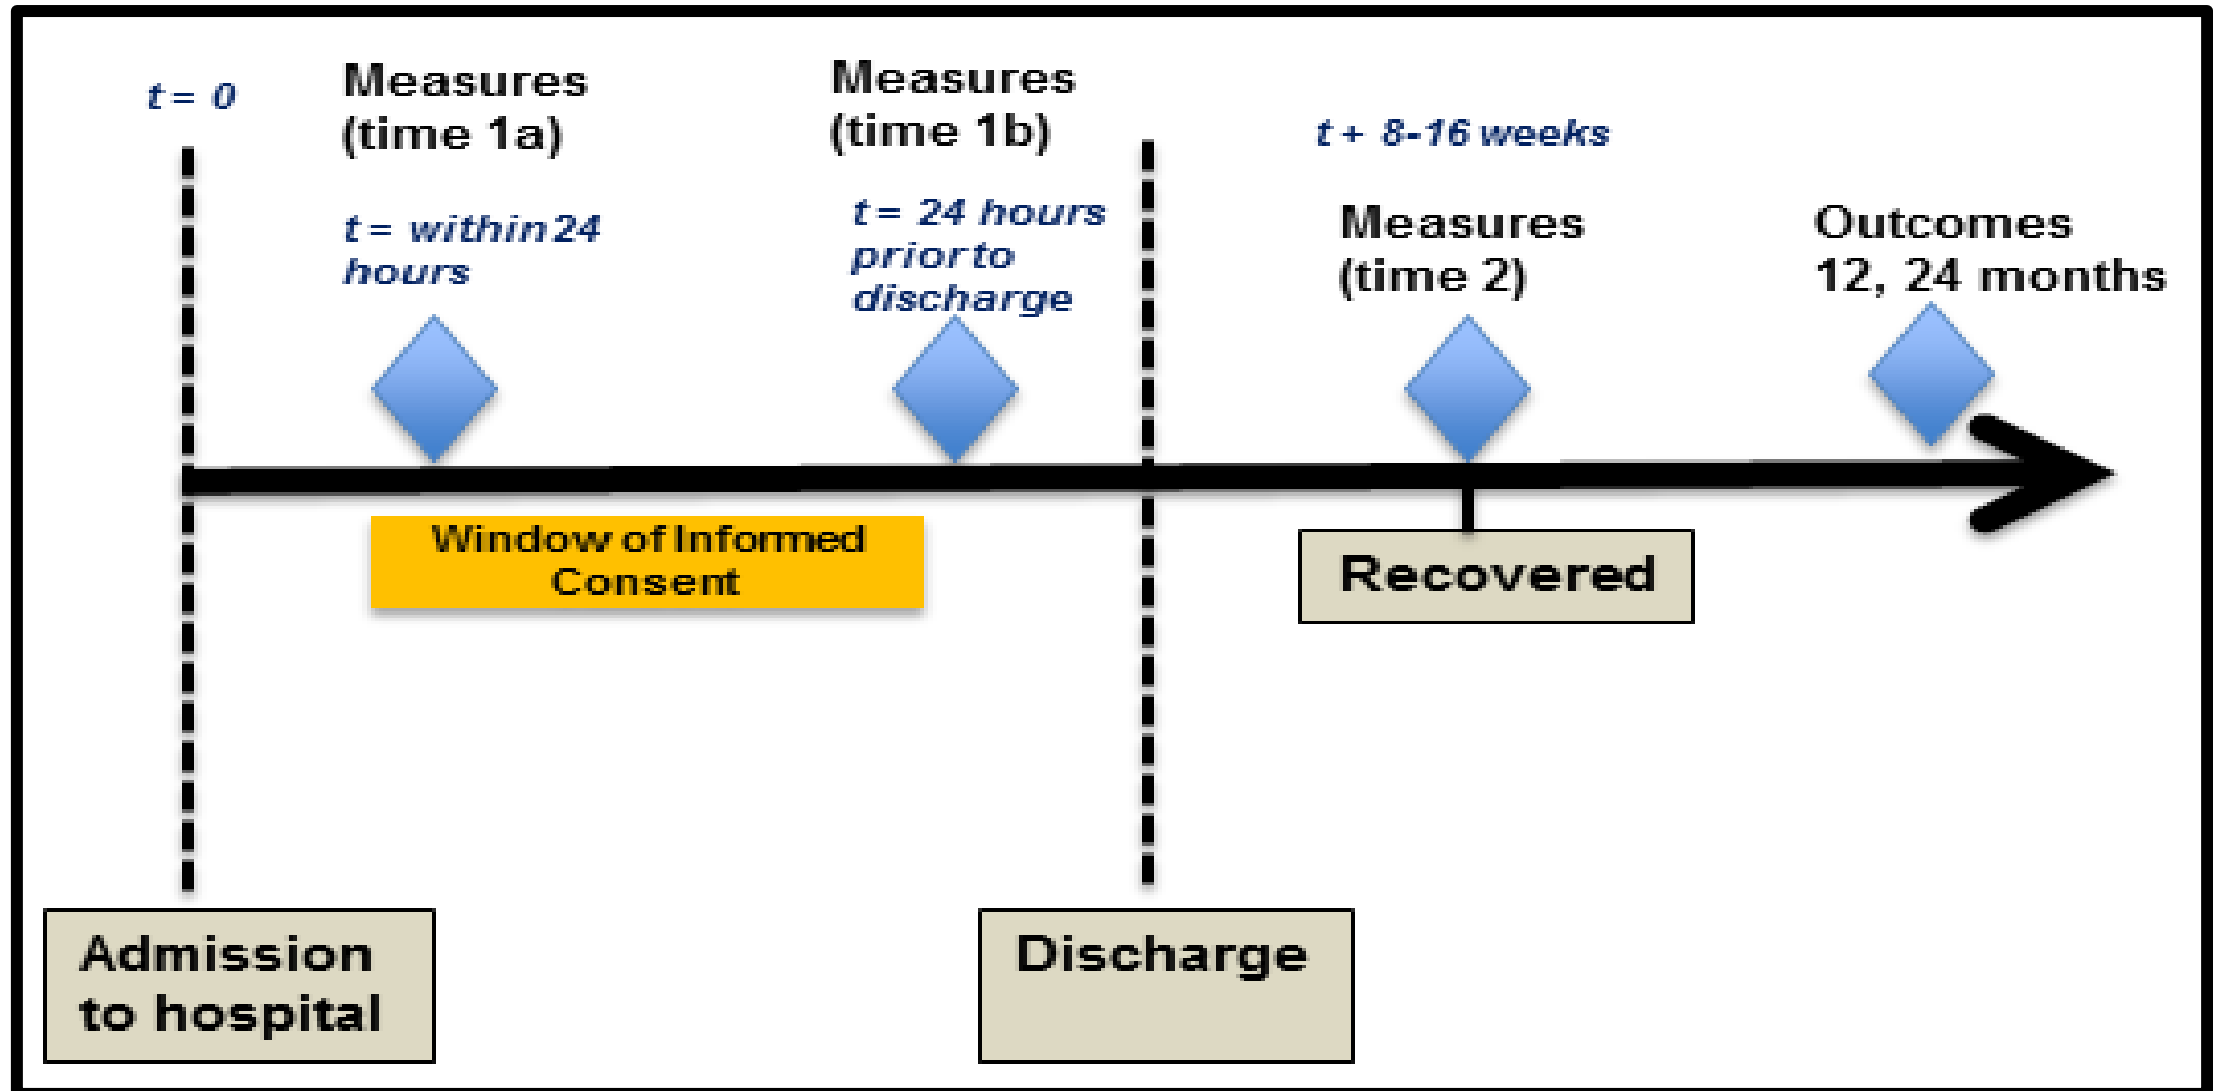 t = 0
Measures
(time 1a)
t = within 24
hours
Measures
(time 1b)
t = 24 hours
prior to
discharge
t + 8-16 weeks
Measures
(time 2)
Outcomes
12, 24 months
Window of Informed
Consent
Recovered
Admission
to hospital
Discharge